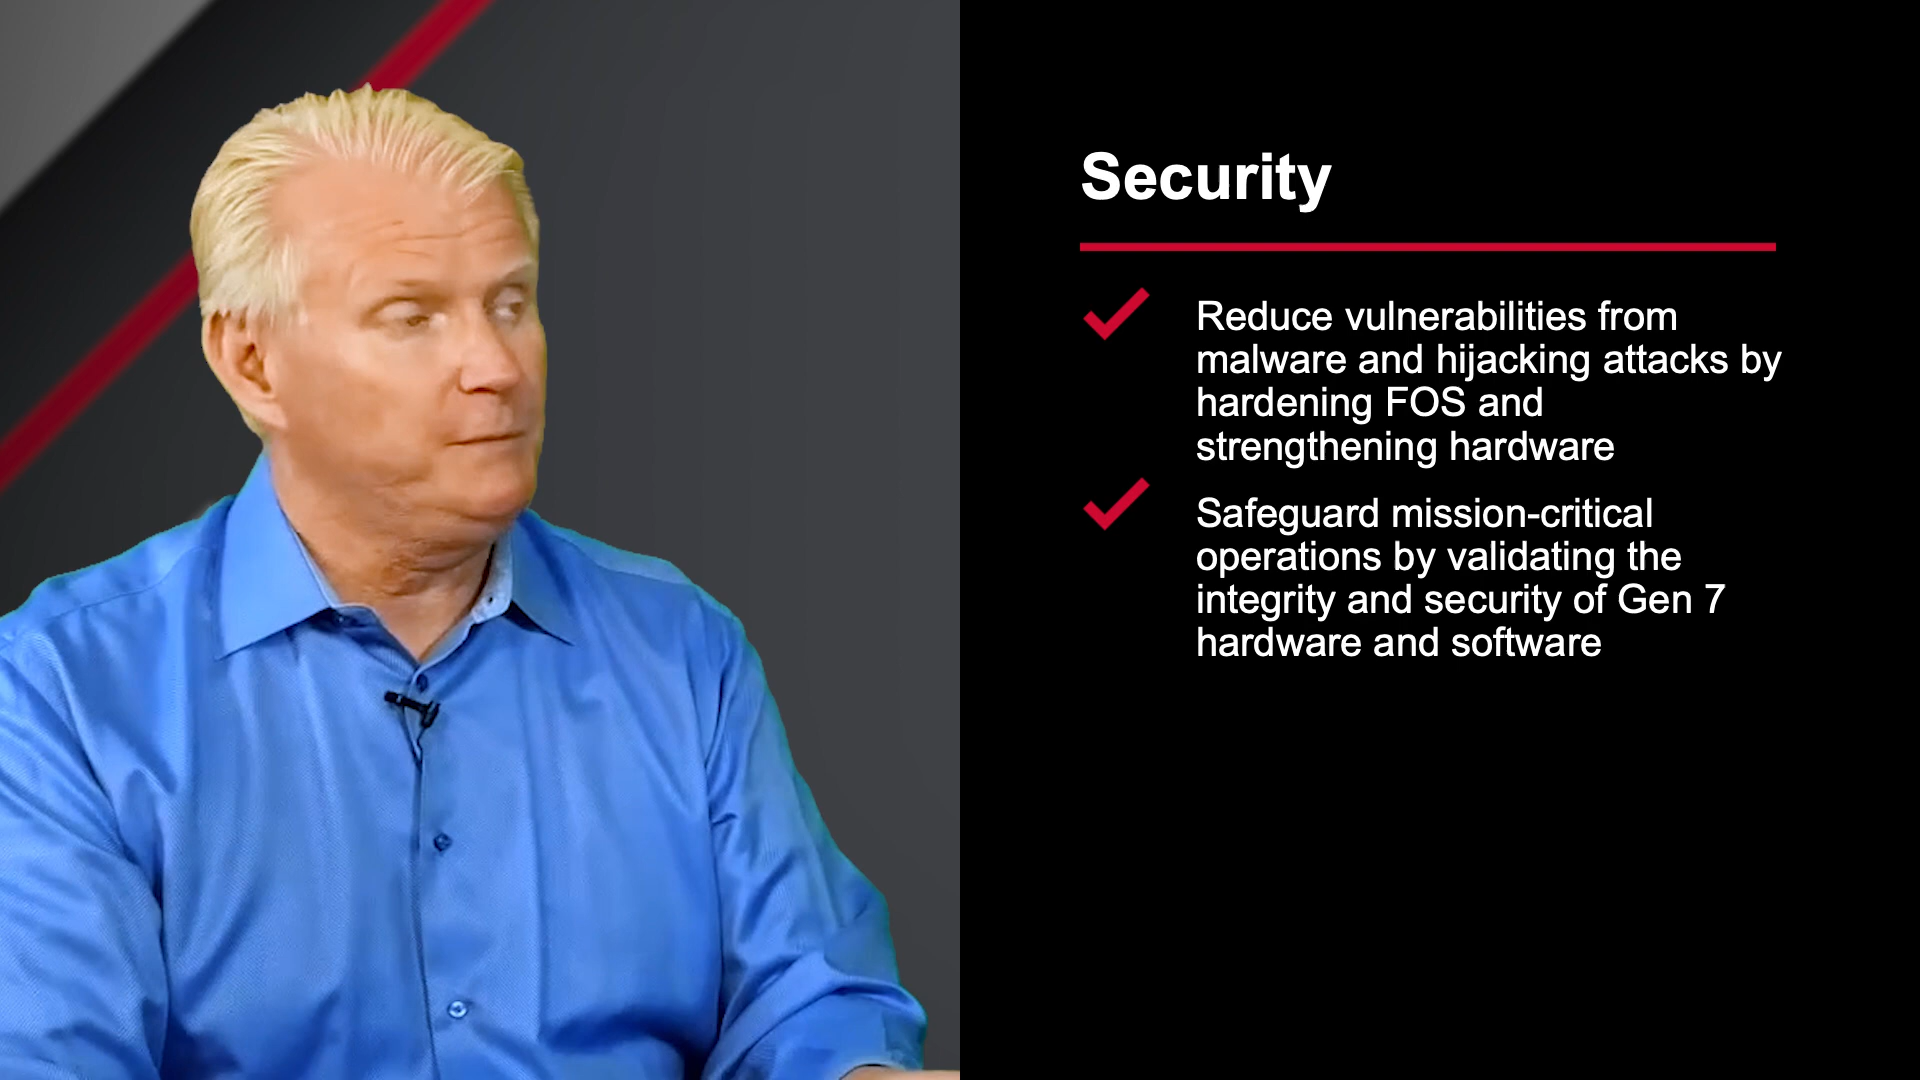 Security
Reduce vulnerabilities from
malware and hijacking attacks by
hardening FOS and
strengthening hardware
Safeguard mission-critical
operations by validating the
integrity and security of Gen 7
hardware and software